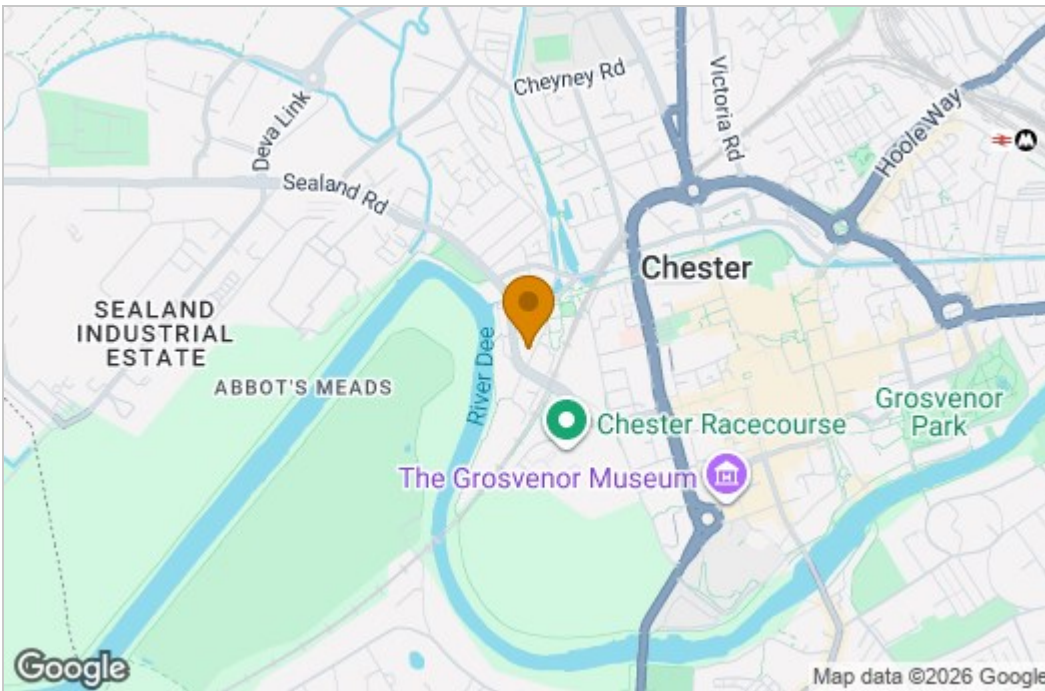 Cheyney Rd
Victoria Rd
Hoole Way
Deva Link
Sealand Rd
Chester
SEALAND
INDUSTRIAL
ESTATE
ABBOT'S MEADS
River Dee
Grosvenor
Park
Chester Racecourse
The Grosvenor Museum
Google
Map data ©2026 Google